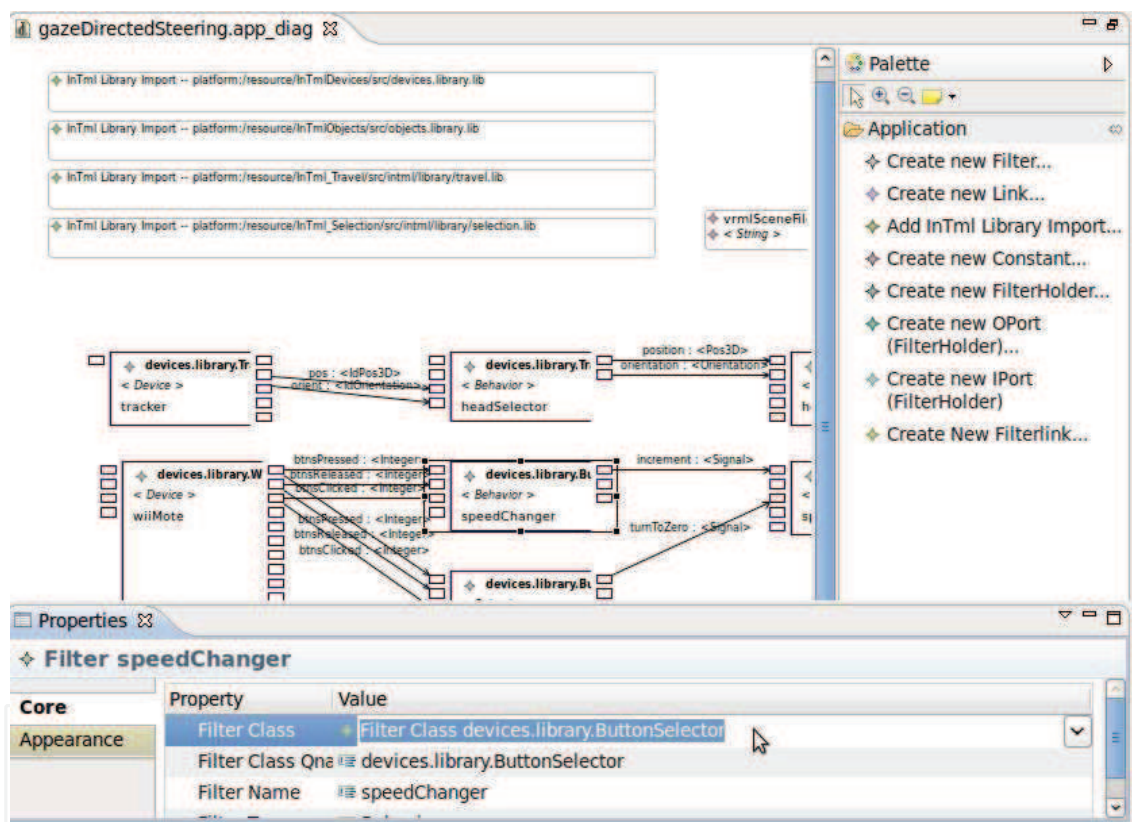 gazeDirectedSteering.app_diag
InTml Library Import -- platform:/resource/InTmlDevices/src/devices.library.lib
InTml Library Import -- platform:/resource/InTmlObjects/src/objects.library.lib
InTml Library Import -- platform:/resource/InTml_Travel/src/intml/library/travel.lib
InTml Library Import -- platform:/resource/InTml_Selection/src/intml/library/selection.lib
vrmlSceneFil
< String >
Palette
Application
Create new Filter...
Create new Link...
Add InTml Library Import...
Create new Constant...
Create new FilterHolder...
Create new OPort
(FilterHolder)...
Create new IPort
(FilterHolder)
Create New Filterlink...
devices.library.Tr
< Device >
tracker
pos : <IdPos3D>
orient : <IdOrientation>
devices.library.Tr
< Behavior >
headSelector
position : <Pos3D>
orientation : <Orientation>
<
h
devices.library.W
< Device >
wiiMote
btnsPressed : <Integer>
btnsReleased : <Integer>
btnsClicked : <Integer>
btnsPressed : <Integer>
btnsReleased : <Integer>
btnsClicked : <Integer>
devices.library.Bu
< Behavior >
speedChanger
increment : <Signal>
turnToZero : <Signal>
<
sp
devices.library.Bu
Properties
Filter speedChanger
Core
Appearance
Property Value
Filter Class Filter Class devices.library.ButtonSelector
Filter Class Qna devices.library.ButtonSelector
Filter Name speedChanger